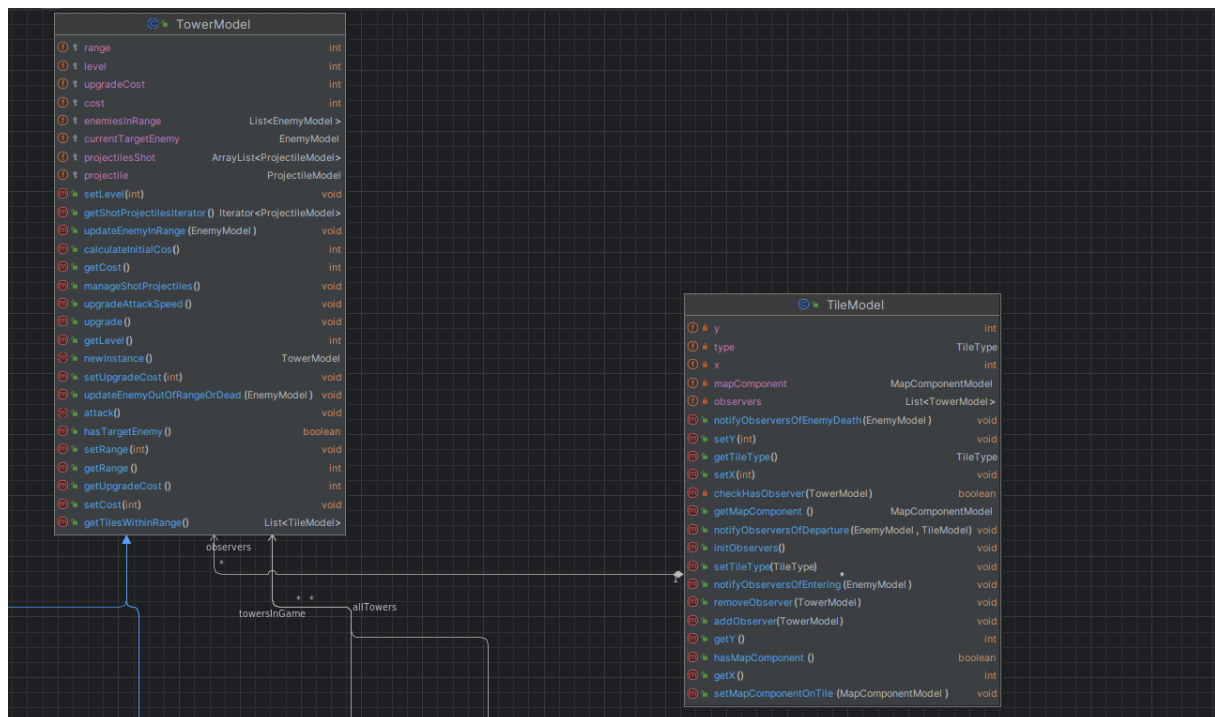 TowerModel
range int
level int
upgradeCost int
cost int
enemiesInRange List<EnemyModel>
currentTargetEnemy EnemyModel
projectilesShot ArrayList<ProjectileModel>
projectile ProjectileModel
setLevel(int) void
getShotProjectilesIterator() Iterator<ProjectileModel>
updateEnemyInRange(EnemyModel) void
calculateInitialCos() int
getCost() int
manageShotProjectiles() void
upgradeAttackSpeed() void
upgrade() void
getLevel() int
newInstance() TowerModel
setUpgradeCost(int) void
updateEnemyOutOfRangeOrDead(EnemyModel) void
attack() void
hasTargetEnemy() boolean
setRange(int) void
getRange() int
getUpgradeCost() int
setCost(int) void
getTilesWithinRange() List<TileModel>
observers
*
1
* *
towersInGame
allTowers
TileModel
y int
type TileType
x int
mapComponent MapComponentModel
observers List<TowerModel>
notifyObserversOfEnemyDeath(EnemyModel) void
setY(int) void
getTileType() TileType
setX(int) void
checkHasObserver(TowerModel) boolean
getMapComponent() MapComponentModel
notifyObserversOfDeparture(EnemyModel, TileModel) void
initObservers() void
setTileType(TileType) void
notifyObserversOfEntering(EnemyModel) void
removeObserver(TowerModel) void
addObserver(TowerModel) void
getY() int
hasMapComponent() boolean
getX() int
setMapComponentOnTile(MapComponentModel) void